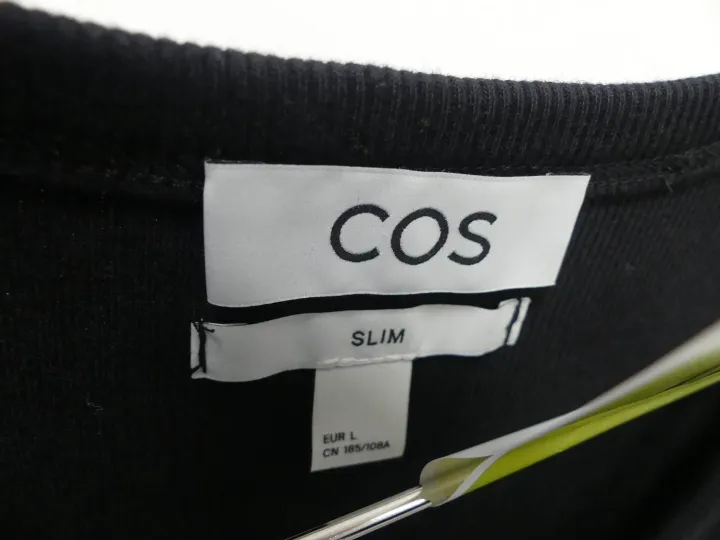 COS
SLIM
EUR L
CN 185/108A